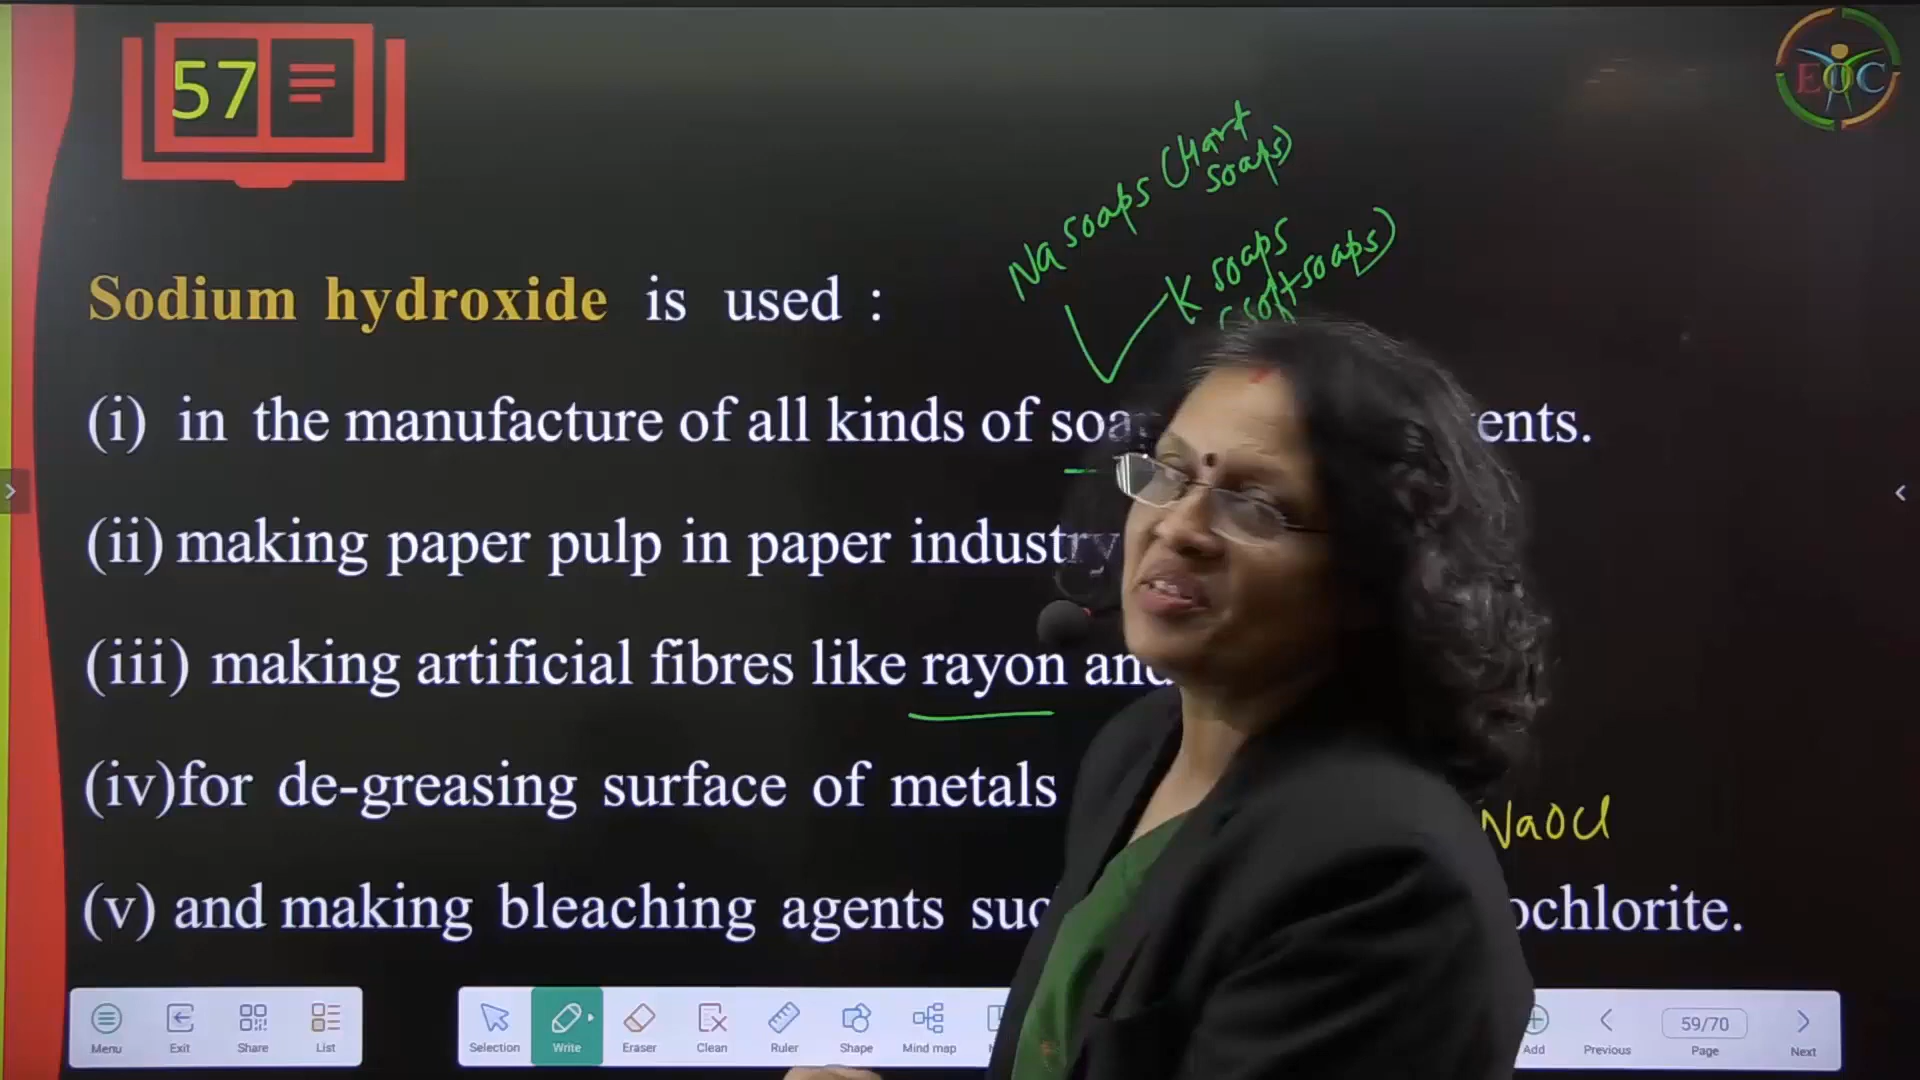 57
EOC
Na soaps (Hart
soaps)
K soaps
(soft soaps)
Sodium hydroxide is used :
(i) in the manufacture of all kinds of soa ents.
(ii) making paper pulp in paper industry
(iii) making artificial fibres like rayon and
(iv)for de-greasing surface of metals
NaOCl
(v) and making bleaching agents suc ochlorite.
Menu Exit Share List Selection Write Eraser Clean Ruler Shape Mind map Add Previous 59/70 Page Next